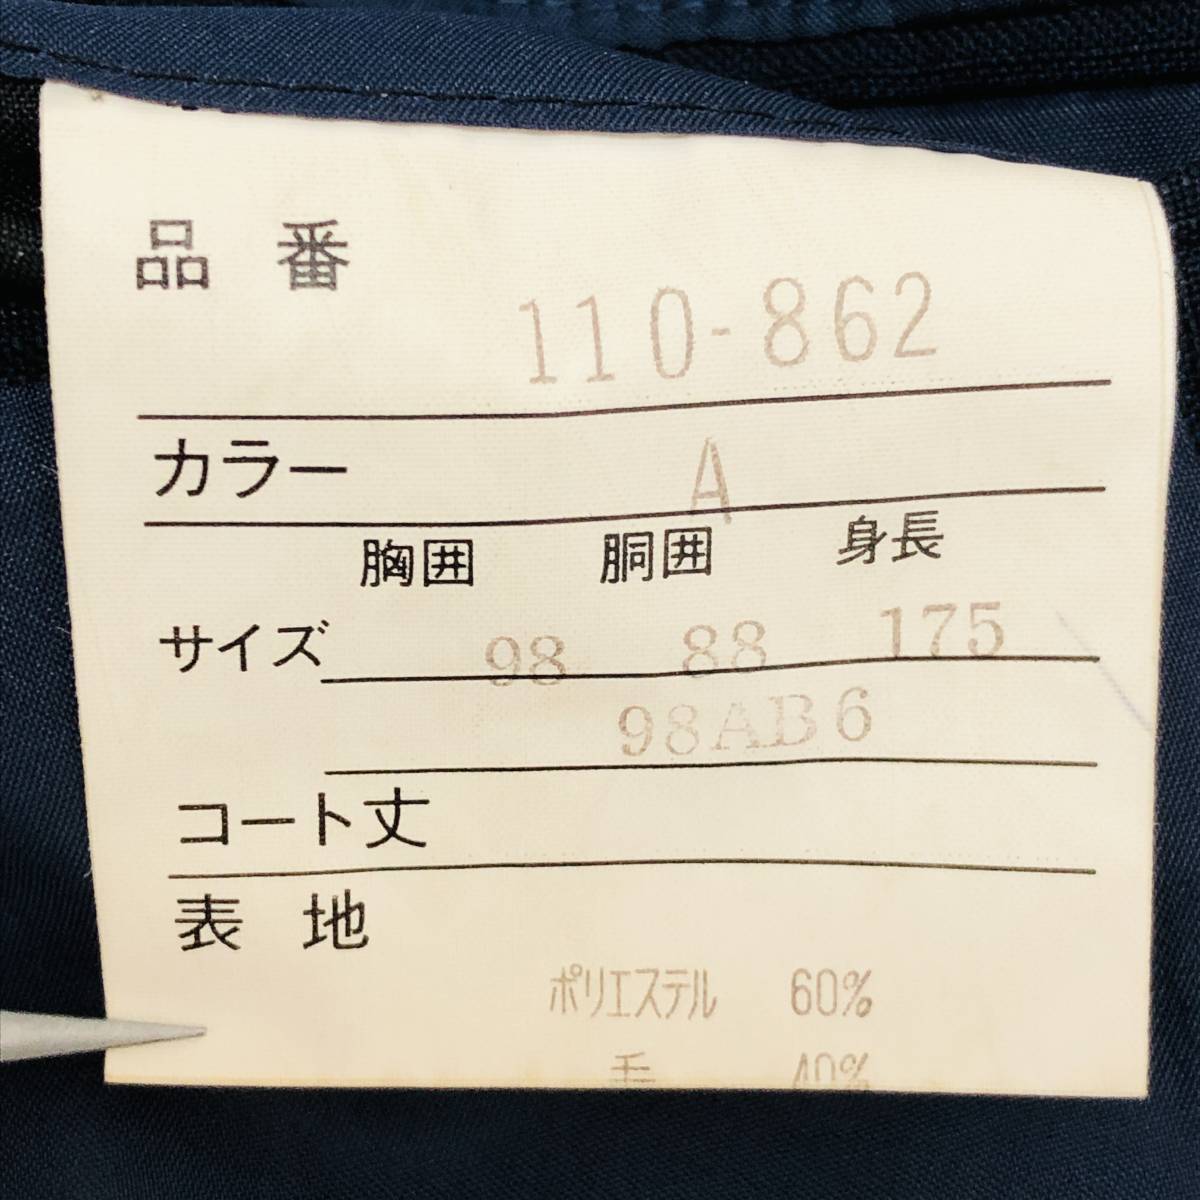 品番 110-862
カラー A
胸囲 胴囲 身長
サイズ 98 88 175
98AB6
コート丈
表地
ポリエステル 60%
毛 40%